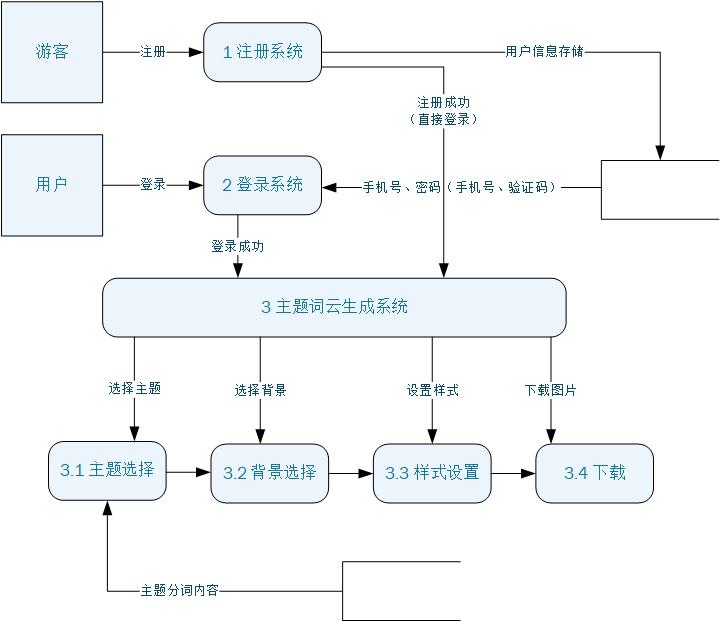 游客
注册
1 注册系统
用户信息存储
注册成功
（直接登录）
用户
登录
2 登录系统
手机号、密码（手机号、验证码）
登录成功
3 主题词云生成系统
选择主题
选择背景
设置样式
下载图片
3.1 主题选择
3.2 背景选择
3.3 样式设置
3.4 下载
主题分词内容